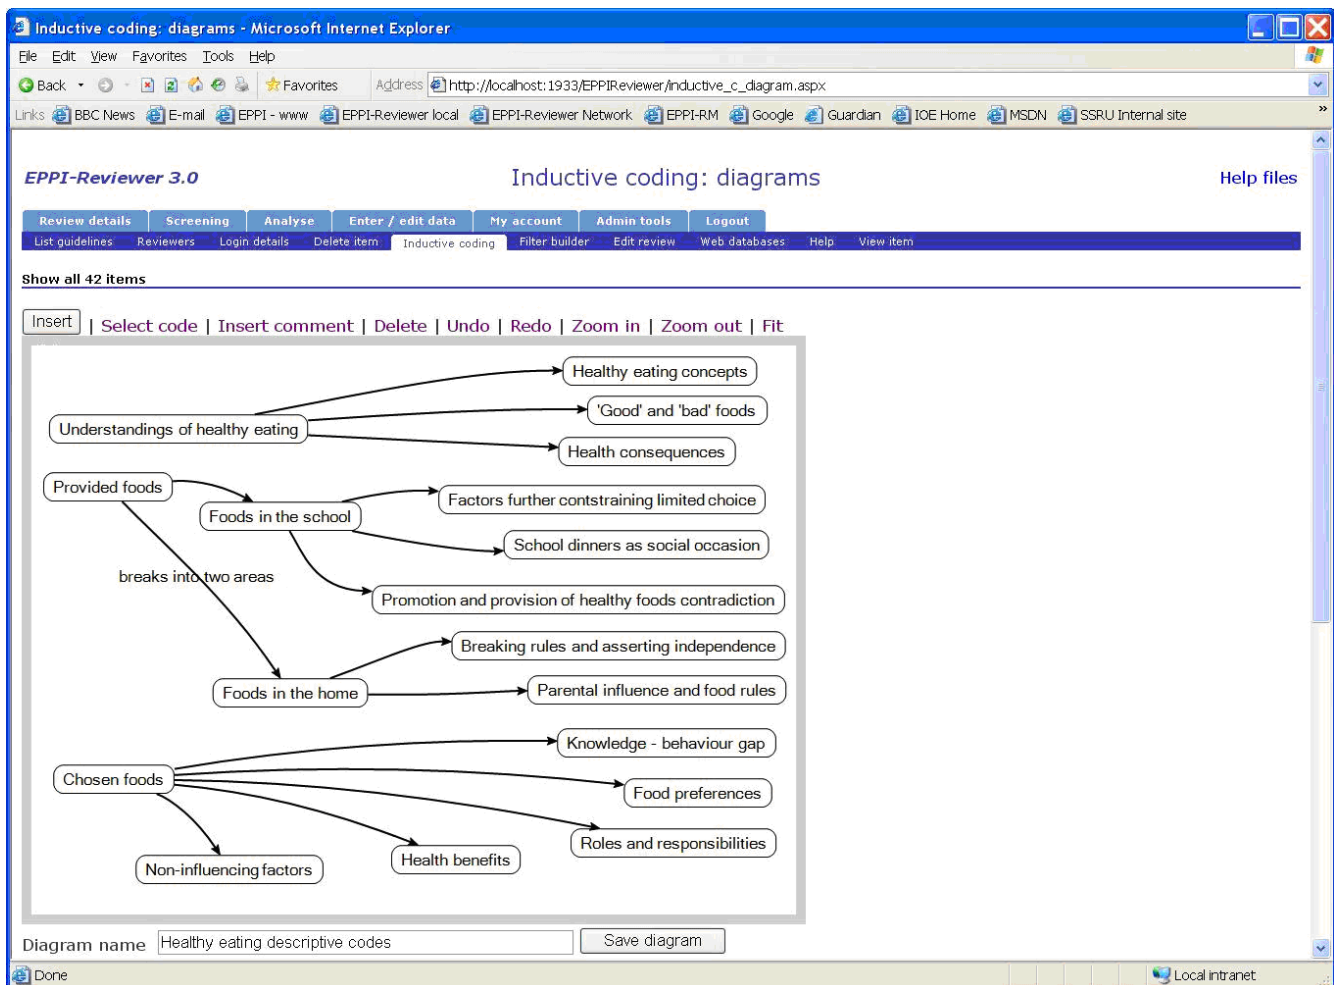 Inductive coding: diagrams - Microsoft Internet Explorer
File Edit View Favorites Tools Help
Back Favorites Address http://localhost:1933/EPPIReviewer/inductive_c_diagram.aspx
Links BBC News E-mail EPPI - www EPPI-Reviewer local EPPI-Reviewer Network EPPI-RM Google Guardian IOE Home MSDN SSRU Internal site »
EPPI-Reviewer 3.0 Inductive coding: diagrams Help files
Review details Screening Analyse Enter / edit data My account Admin tools Logout
List guidelines Reviewers Login details Delete item Inductive coding Filter builder Edit review Web databases Help View item
Show all 42 items
Insert | Select code | Insert comment | Delete | Undo | Redo | Zoom in | Zoom out | Fit
Healthy eating concepts
'Good' and 'bad' foods
Understandings of healthy eating
Health consequences
Provided foods
Factors further contstraining limited choice
Foods in the school
School dinners as social occasion
breaks into two areas
Promotion and provision of healthy foods contradiction
Breaking rules and asserting independence
Foods in the home
Parental influence and food rules
Knowledge - behaviour gap
Chosen foods
Food preferences
Roles and responsibilities
Health benefits
Non-influencing factors
Diagram name Healthy eating descriptive codes Save diagram
Done Local intranet